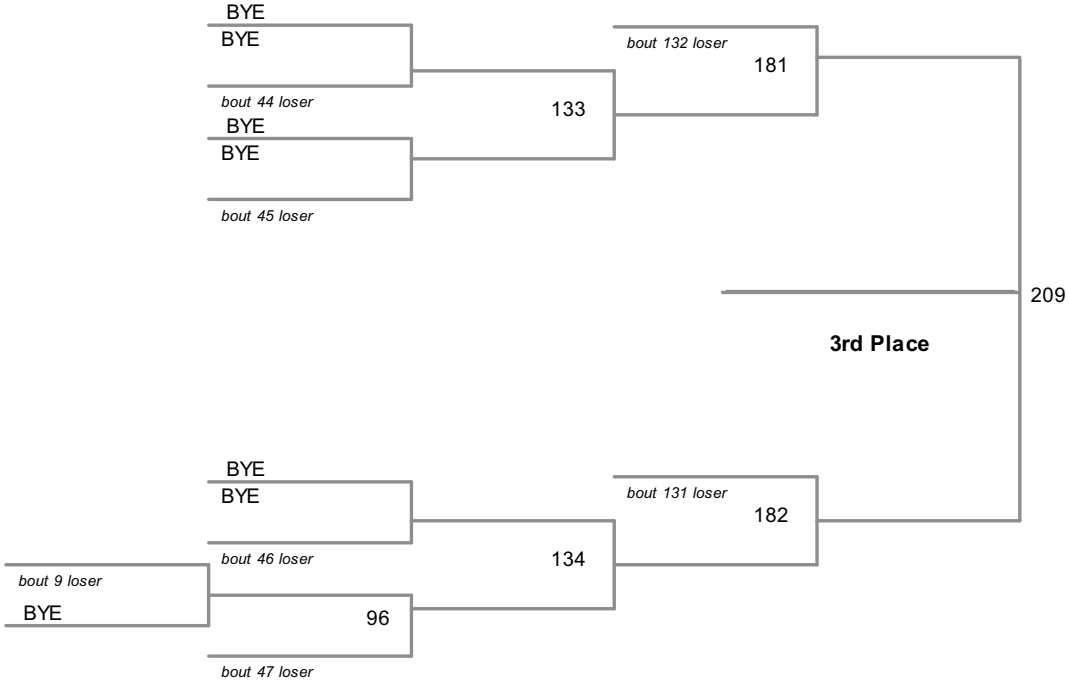 BYE
BYE
bout 132 loser
181
bout 44 loser
133
BYE
BYE
bout 45 loser
209
3rd Place
BYE
BYE
bout 131 loser
182
bout 46 loser
134
bout 9 loser
BYE
96
bout 47 loser